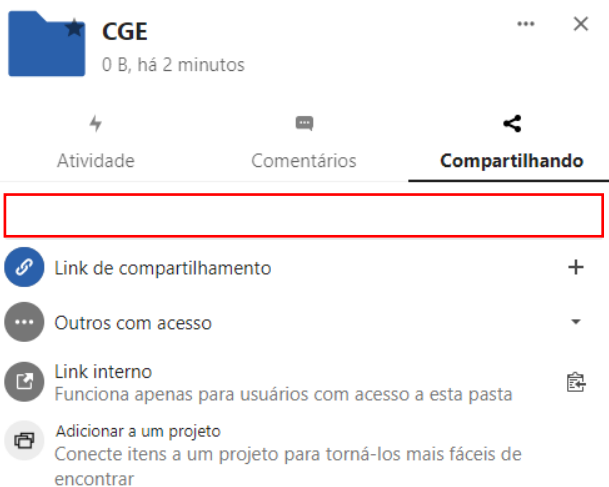 CGE
0 B, há 2 minutos
Atividade
Comentários
Compartilhando
Link de compartilhamento
Outros com acesso
Link interno
Funciona apenas para usuários com acesso a esta pasta
Adicionar a um projeto
Conecte itens a um projeto para torná-los mais fáceis de
encontrar